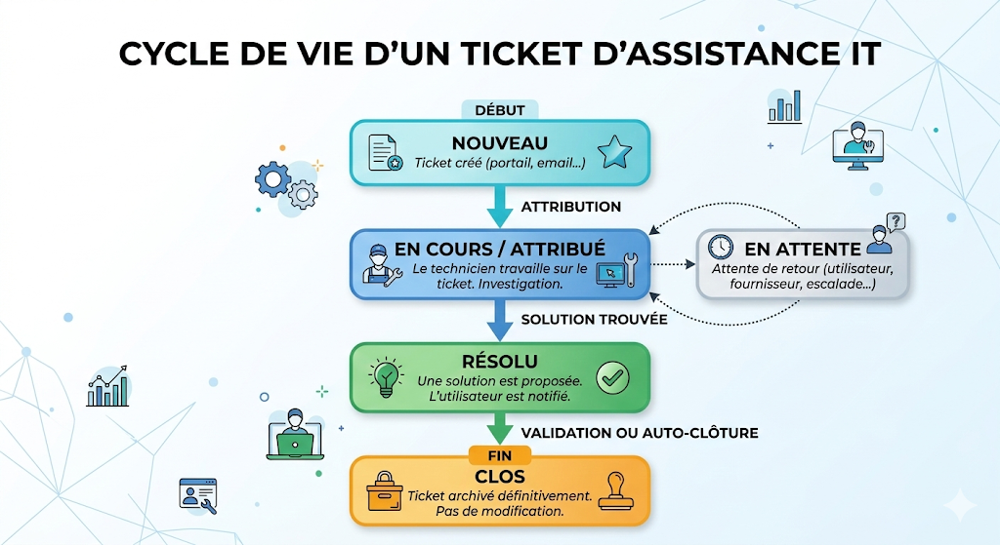 CYCLE DE VIE D’UN TICKET D’ASSISTANCE IT
DÉBUT
NOUVEAU
Ticket créé (portail, email...)
ATTRIBUTION
EN COURS / ATTRIBUÉ
Le technicien travaille sur le
ticket. Investigation.
?
EN ATTENTE
Attente de retour (utilisateur,
fournisseur, escalade...)
SOLUTION TROUVÉE
RÉSOLU
Une solution est proposée.
L’utilisateur est notifié.
VALIDATION OU AUTO-CLÔTURE
FIN
CLOS
Ticket archivé définitivement.
Pas de modification.